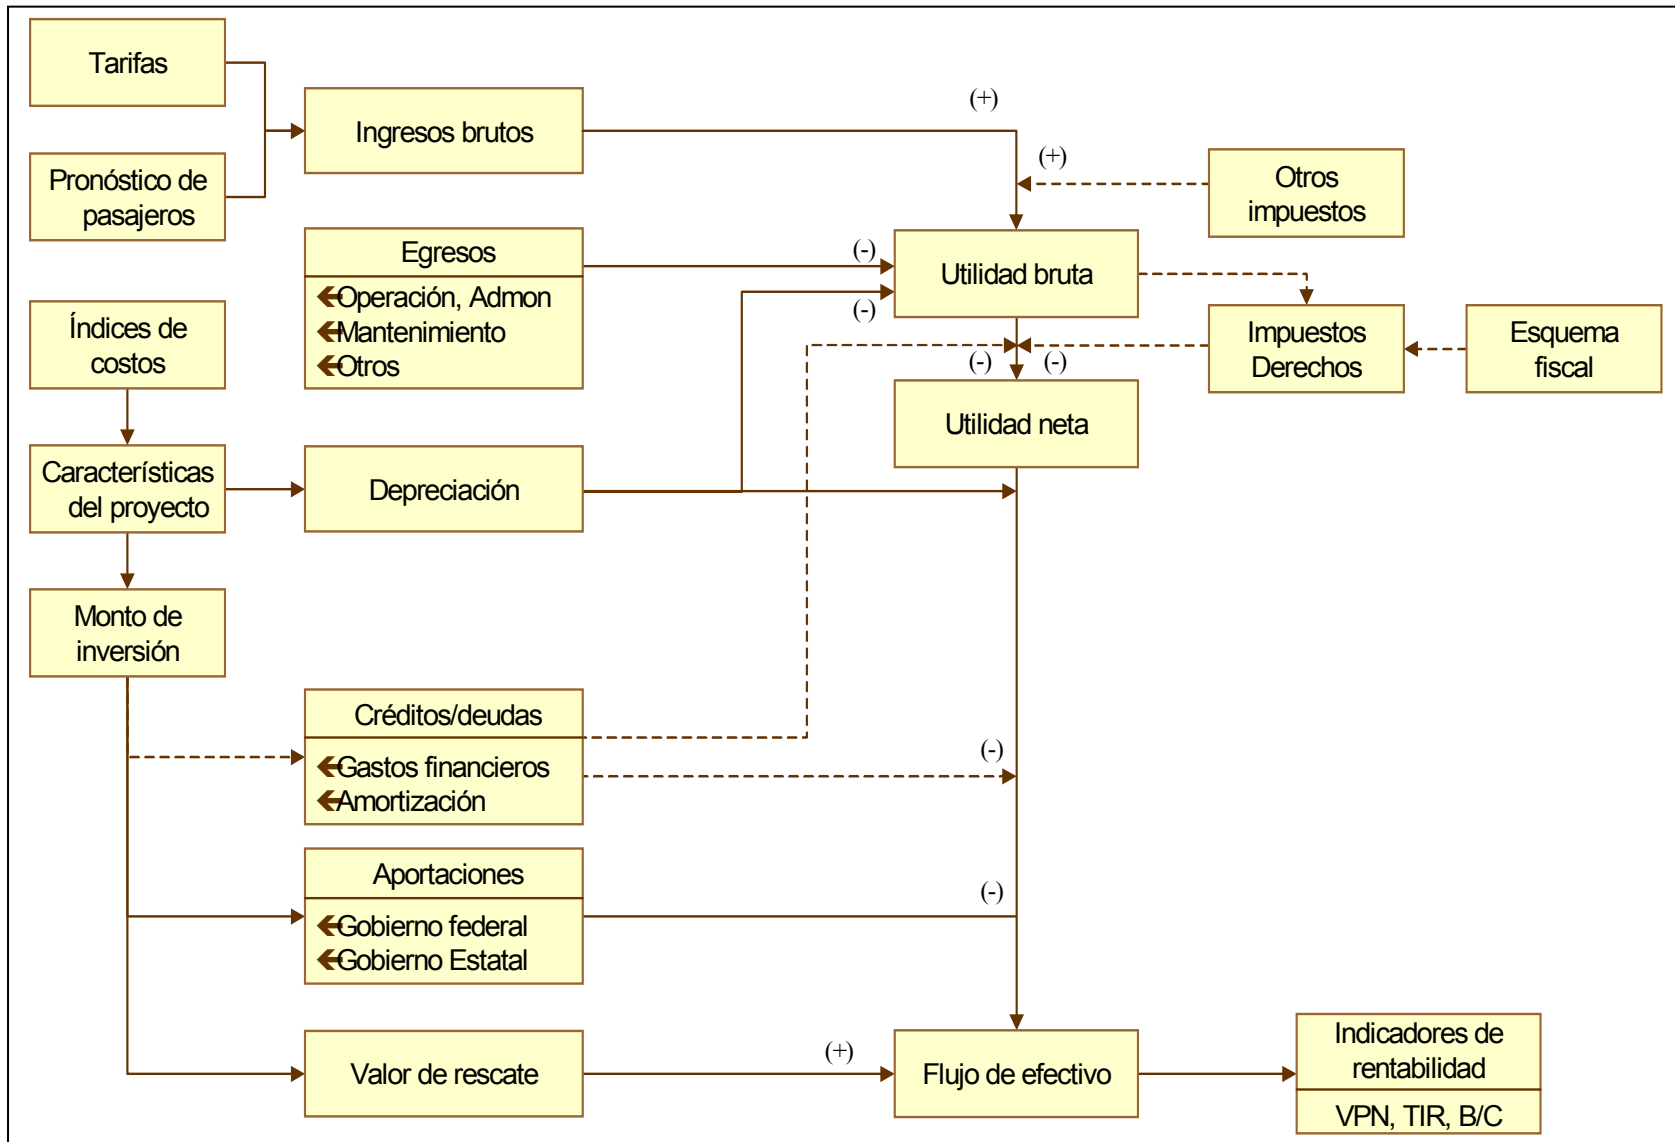 Tarifas
Pronóstico de
pasajeros
Ingresos brutos
(+)
(+)
Otros
impuestos
Egresos
Operación, Admon
Mantenimiento
Otros
(-)
(-)
Utilidad bruta
Impuestos
Derechos
Esquema
fiscal
(-)
(-)
Utilidad neta
Índices de
costos
Características
del proyecto
Depreciación
Monto de
inversión
Créditos/deudas
Gastos financieros
Amortización
(-)
Aportaciones
Gobierno federal
Gobierno Estatal
(-)
Valor de rescate
(+)
Flujo de efectivo
Indicadores de
rentabilidad
VPN, TIR, B/C